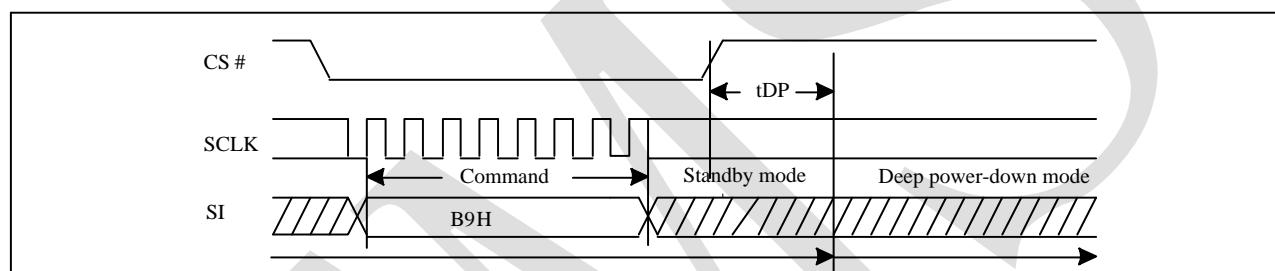 CS #
tDP
SCLK
Command
Standby mode
Deep power-down mode
SI
B9H